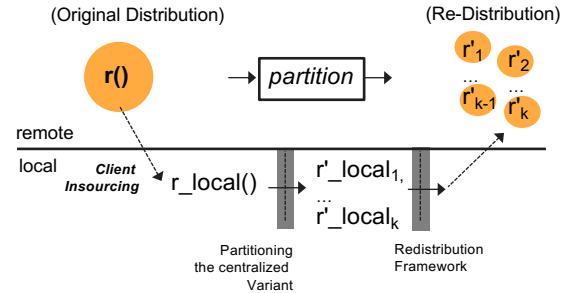 (Original Distribution)
(Re-Distribution)
r()
partition
r'1
r'2
...
...
r'k-1
r'k
remote
local
Client
Insourcing
r_local()
r'_local1,
...
r'_localk
Partitioning
the centralized
Variant
Redistribution
Framework